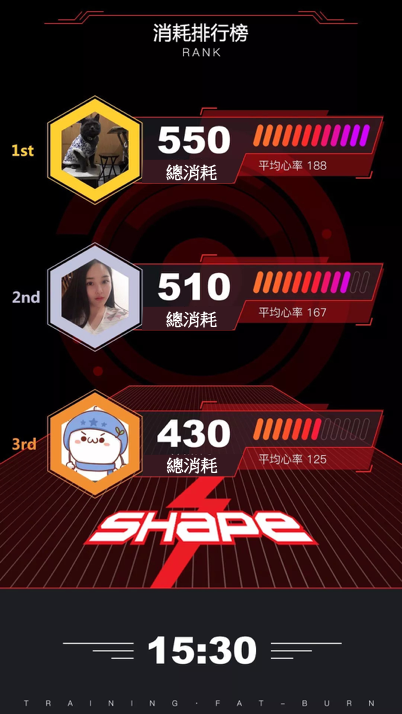 消耗排行榜
RANK
1st
550
總消耗
平均心率 188
2nd
510
總消耗
平均心率 167
3rd
430
總消耗
平均心率 125
SHAPE
15:30
TRAINING·FAT-BURN